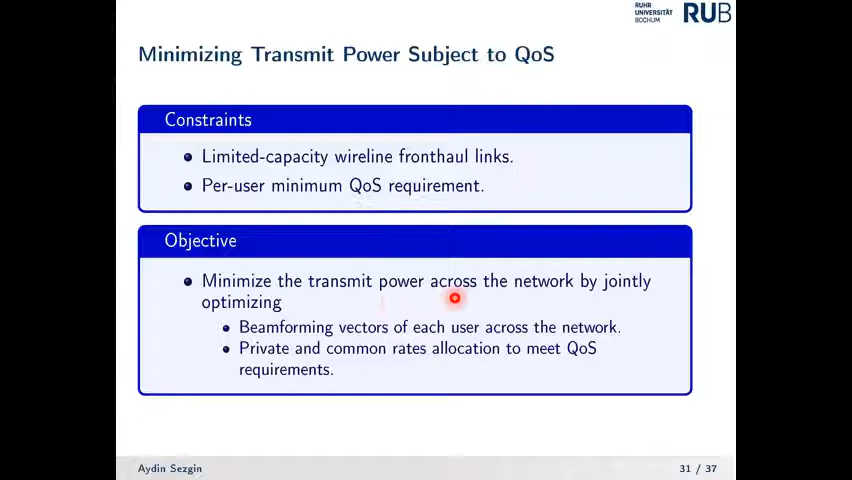 RUHR
UNIVERSITÄT
BOCHUM
RUB
Minimizing Transmit Power Subject to QoS
Constraints
Limited-capacity wireline fronthaul links.
Per-user minimum QoS requirement.
Objective
Minimize the transmit power across the network by jointly
optimizing
Beamforming vectors of each user across the network.
Private and common rates allocation to meet QoS
requirements.
Aydin Sezgin
31 / 37